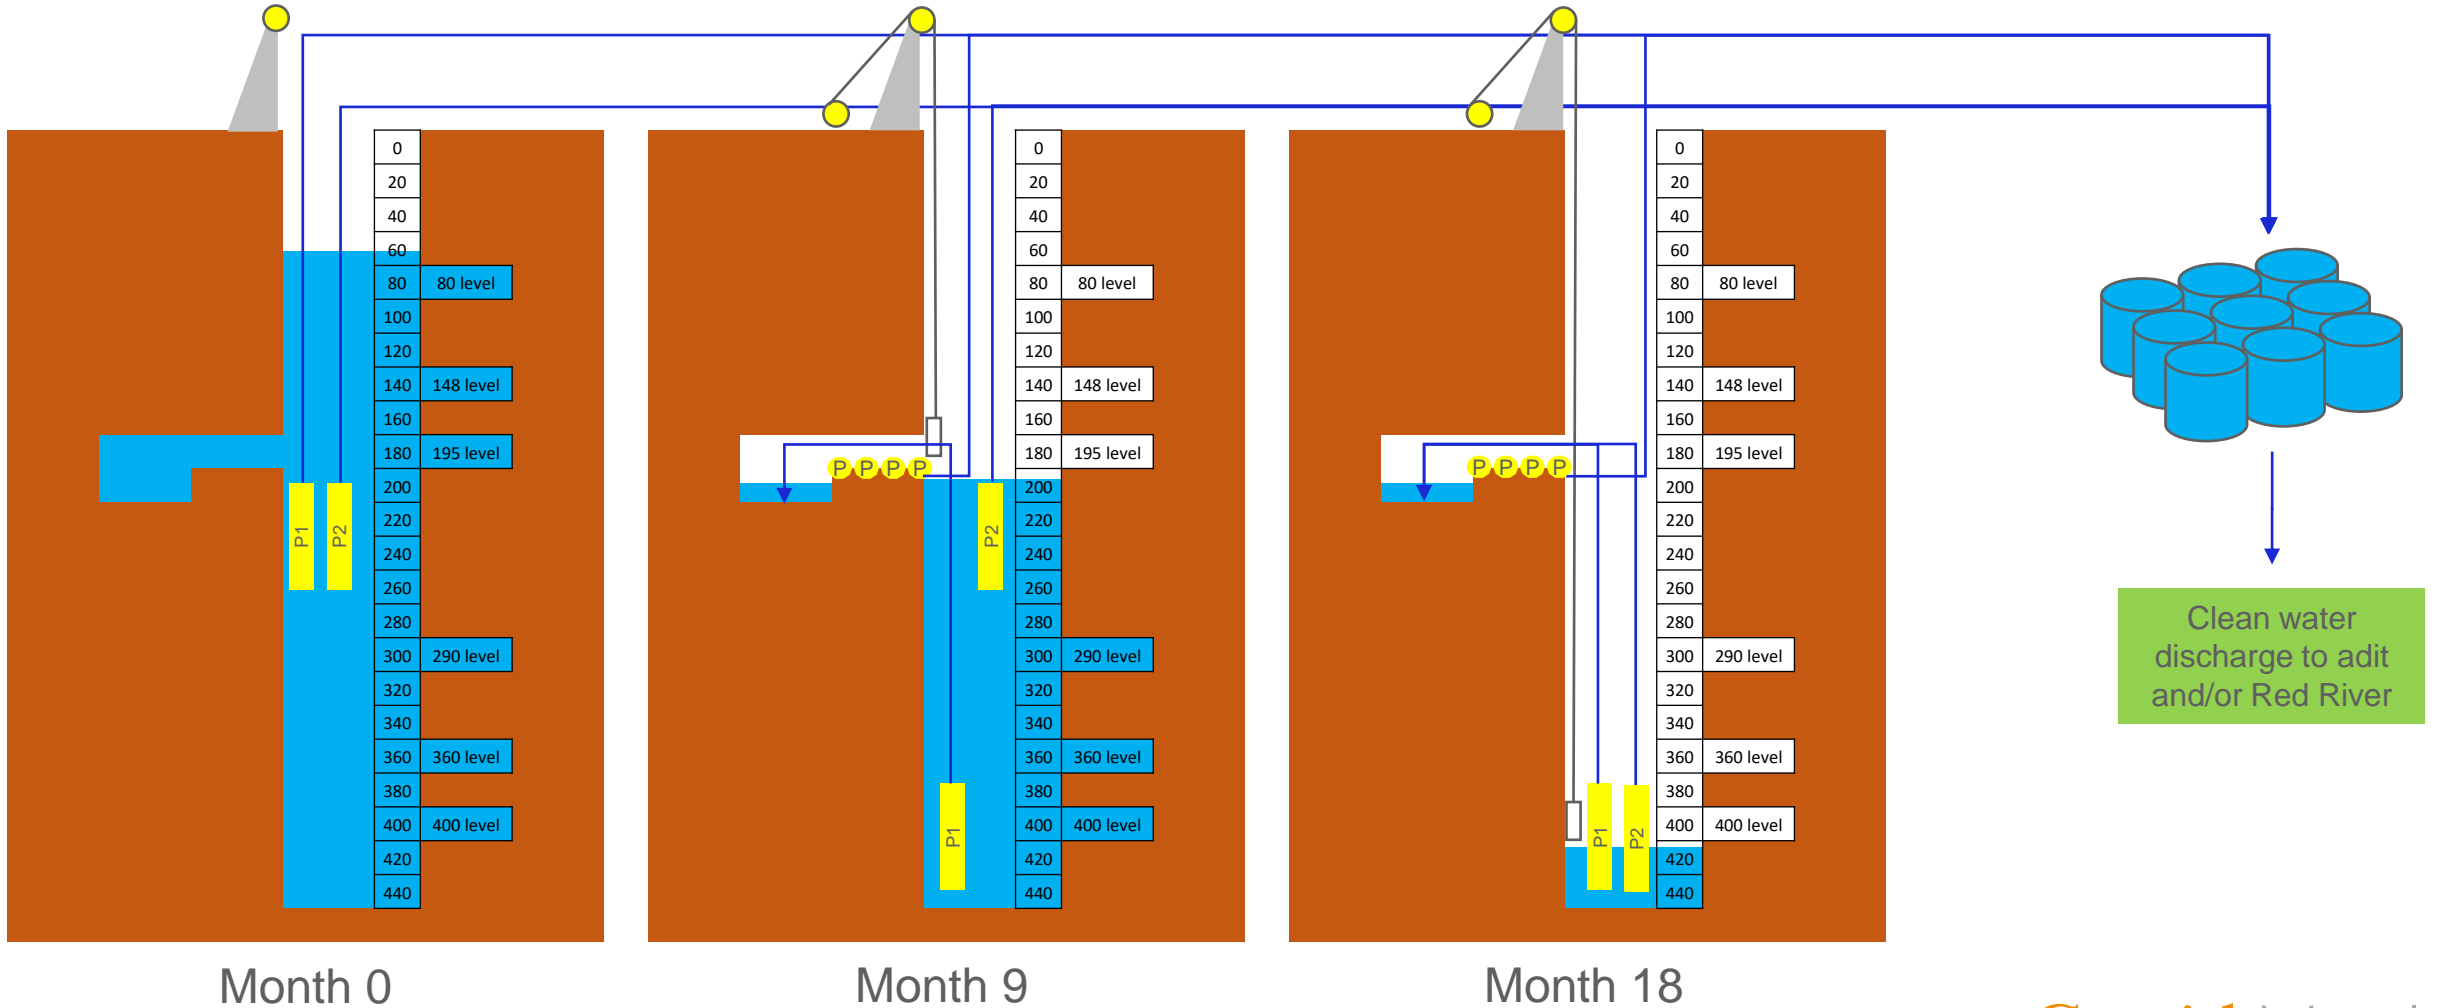 0
20
40
60
80 80 level
100
120
140 148 level
160
180 195 level
200
220
240
260
280
300 290 level
320
340
360 360 level
380
400 400 level
420
440
P1
P2
Month 0
0
20
40
60
80 80 level
100
120
140 148 level
160
180 195 level
200
220
240
260
280
300 290 level
320
340
360 360 level
380
400 400 level
420
440
P P P P
P2
P1
Month 9
0
20
40
60
80 80 level
100
120
140 148 level
160
180 195 level
200
220
240
260
280
300 290 level
320
340
360 360 level
380
400 400 level
420
440
P P P P
P1
P2
Month 18
Clean water
discharge to adit
and/or Red River